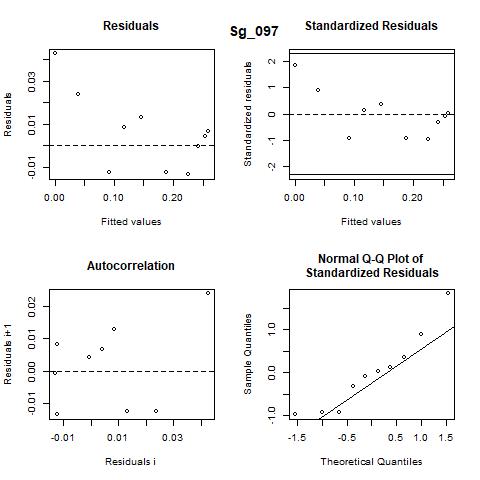 Sg_097
Residuals
Residuals
0.03
0.01
-0.01
0.00
0.10
0.20
Fitted values
Standardized Residuals
Standardized residuals
2
1
0
-1
-2
0.00
0.10
0.20
Fitted values
Autocorrelation
Residuals i+1
0.02
0.01
0.00
-0.01
-0.01
0.01
0.03
Residuals i
Normal Q-Q Plot of
Standardized Residuals
Sample Quantiles
1.0
0.0
-1.0
-1.5
-0.5
0.5
1.0
1.5
Theoretical Quantiles